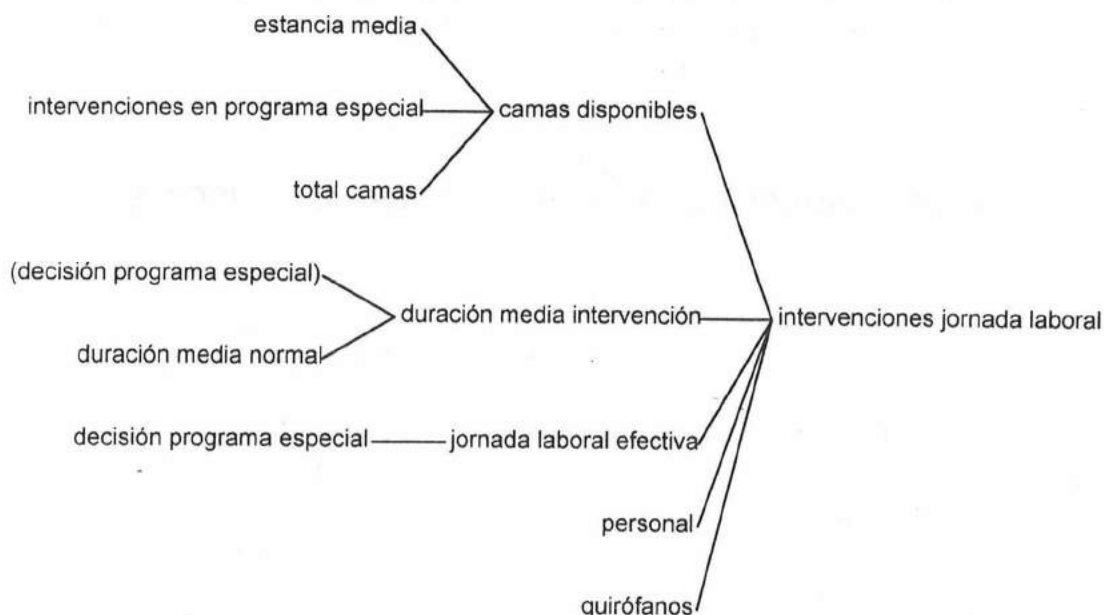 estancia media
intervenciones en programa especial
camas disponibles
total camas
(decisión programa especial)
duración media intervención
intervenciones jornada laboral
duración media normal
decisión programa especial
jornada laboral efectiva
personal
quirófanos